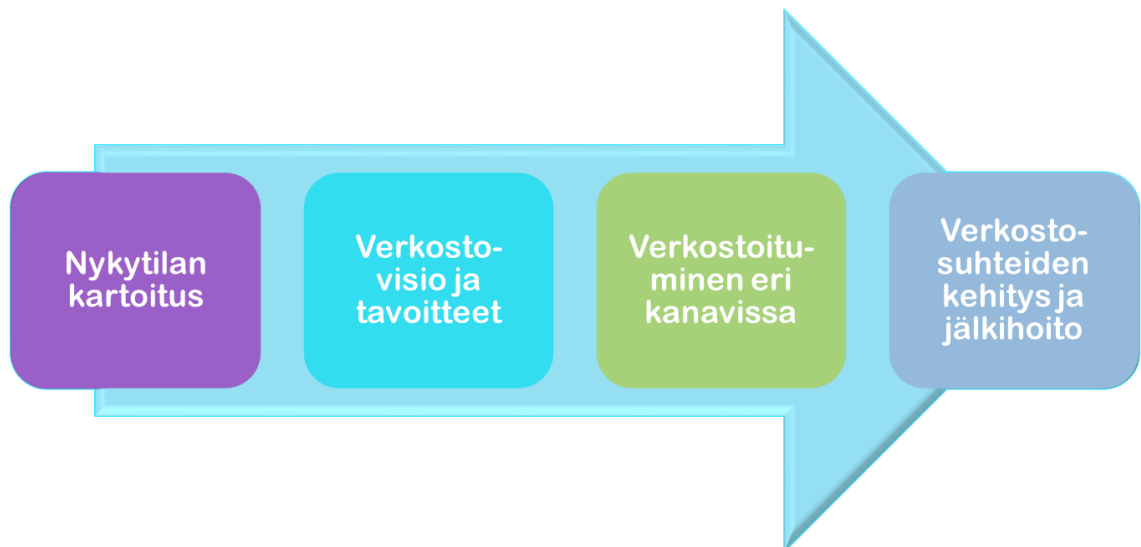 Nykytilan
kartoitus
Verkosto-
visio ja
tavoitteet
Verkostoitu-
minen eri
kanavissa
Verkosto-
suhteiden
kehitys ja
jälkihoito